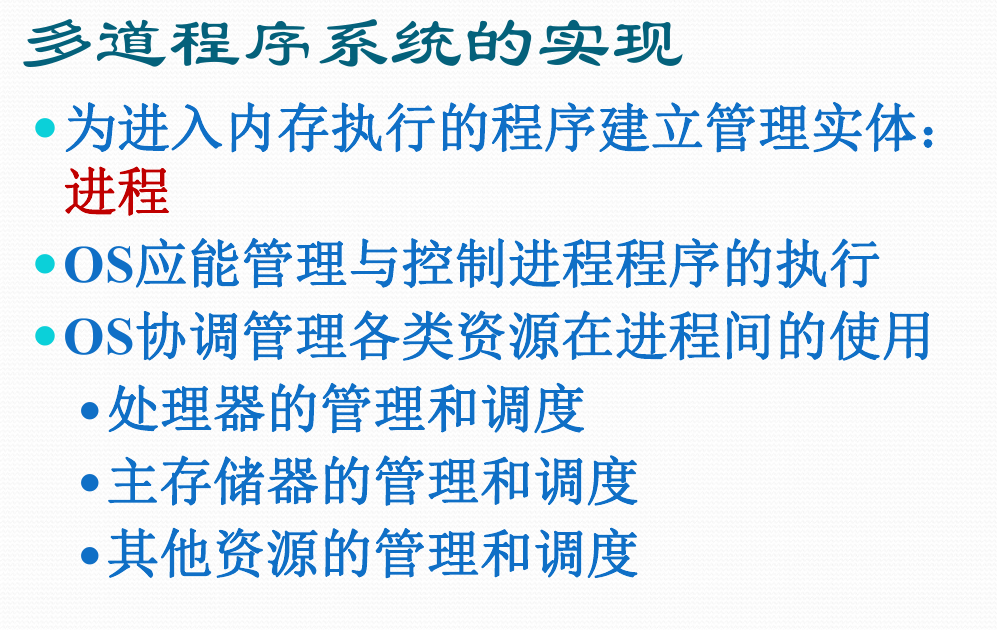 多道程序系统的实现
•为进入内存执行的程序建立管理实体：
进程
•OS应能管理与控制进程程序的执行
•OS协调管理各类资源在进程间的使用
•处理器的管理和调度
•主存储器的管理和调度
•其他资源的管理和调度